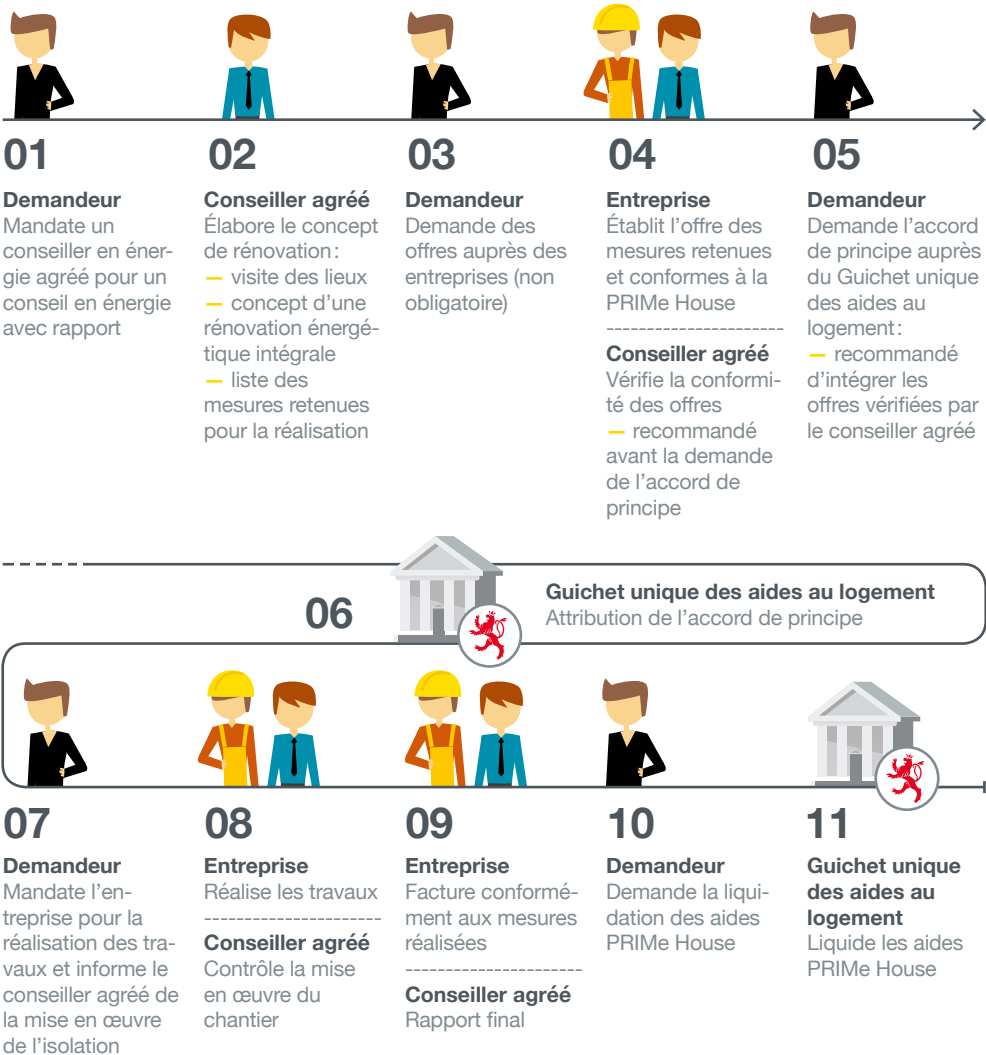 01
Demandeur
Mandate un
conseiller en éner-
gie agréé pour un
conseil en énergie
avec rapport
02
Conseiller agréé
Élabore le concept
de rénovation :
— visite des lieux
— concept d’une
rénovation énergé-
tique intégrale
— liste des
mesures retenues
pour la réalisation
03
Demandeur
Demande des
offres auprès des
entreprises (non
obligatoire)
04
Entreprise
Établit l’offre des
mesures retenues
et conformes à la
PRIMe House
----------------------
Conseiller agréé
Vérifie la conformi-
té des offres
— recommandé
avant la demande
de l’accord de
principe
05
Demandeur
Demande l’accord
de principe auprès
du Guichet unique
des aides au
logement :
— recommandé
d’intégrer les
offres vérifiées par
le conseiller agréé
06
Guichet unique des aides au logement
Attribution de l’accord de principe
07
Demandeur
Mandate l’en-
treprise pour la
réalisation des tra-
vaux et informe le
conseiller agréé de
la mise en œuvre
de l’isolation
08
Entreprise
Réalise les travaux
----------------------
Conseiller agréé
Contrôle la mise
en œuvre du
chantier
09
Entreprise
Facture conformé-
ment aux mesures
réalisées
----------------------
Conseiller agréé
Rapport final
10
Demandeur
Demande la liqui-
dation des aides
PRIMe House
11
Guichet unique
des aides au
logement
Liquide les aides
PRIMe House